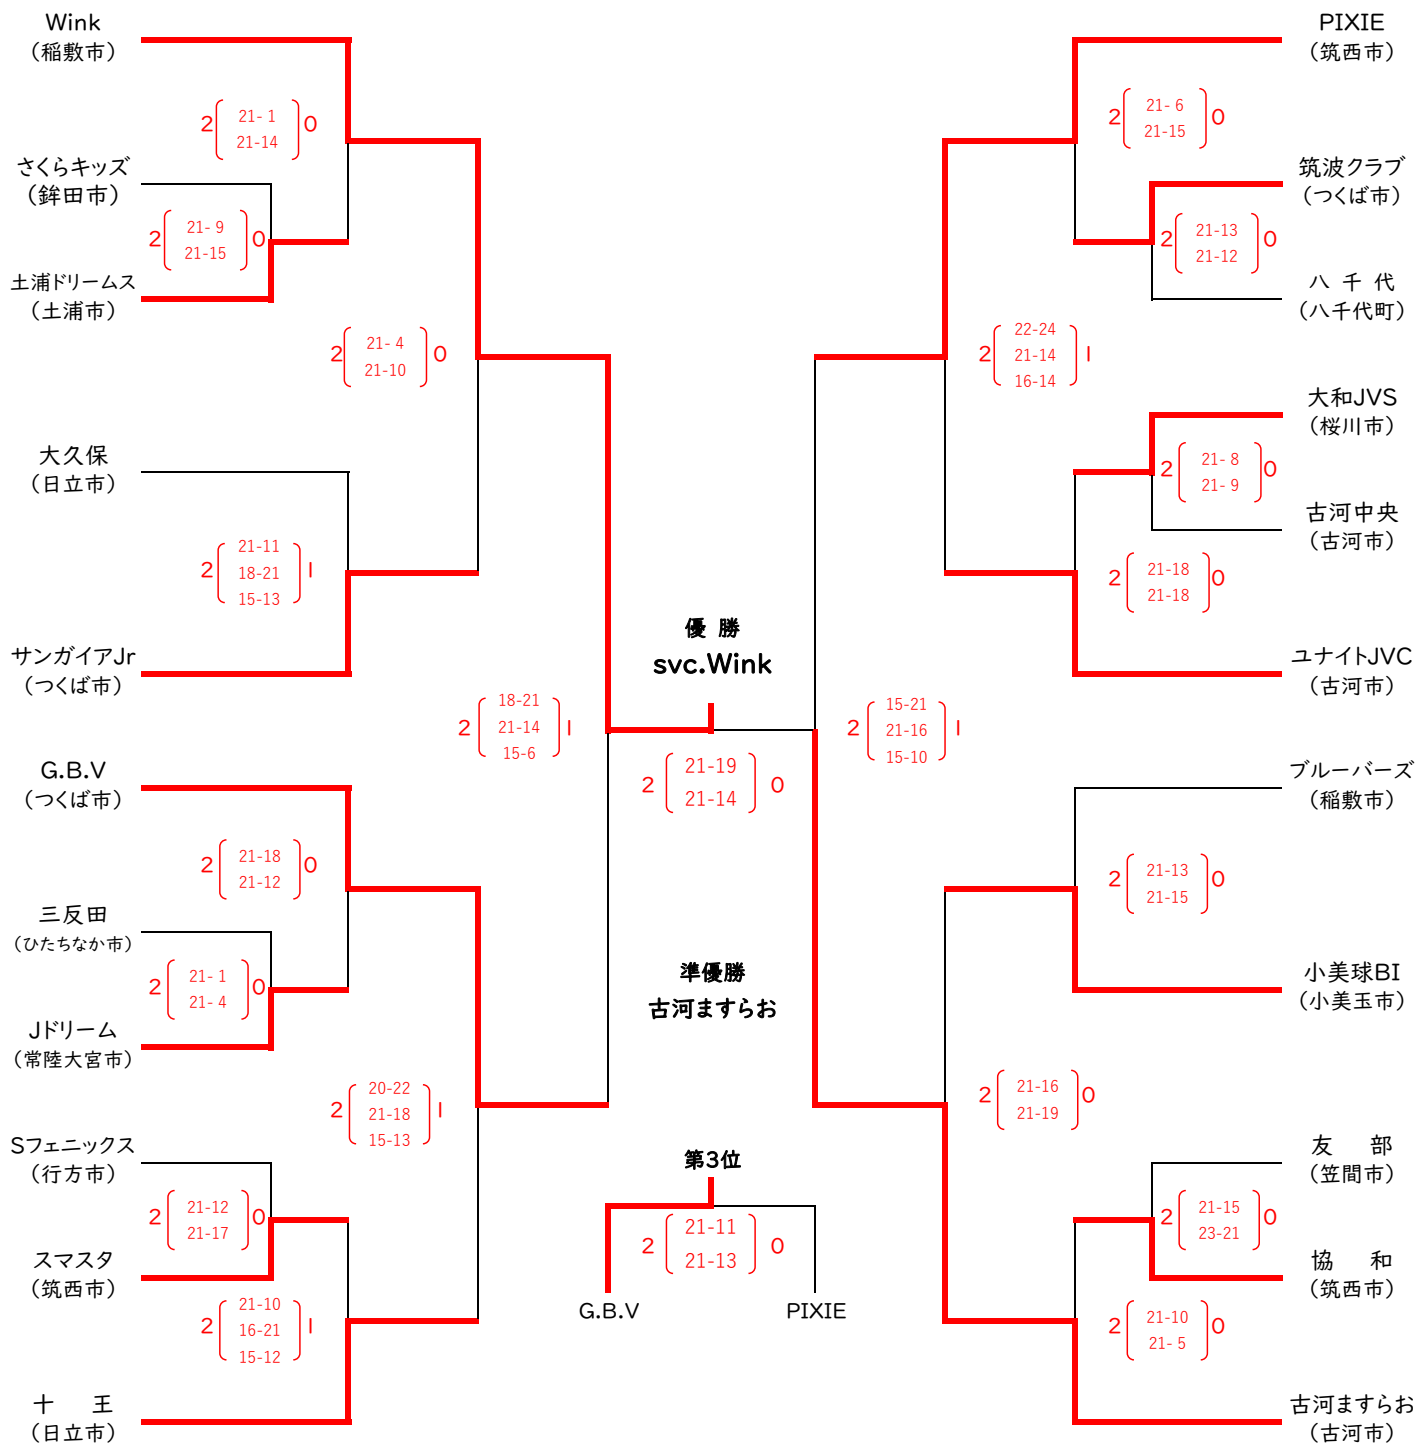 Wink
（稲敷市）
2 21- 1 0
21-14
さくらキッズ
（鉾田市）
2 21- 9 0
21-15
土浦ドリームス
（土浦市）
2 21- 4 0
21-10
大久保
（日立市）
2 21-11 1
18-21
15-13
サンガイアJr
（つくば市）
2 18-21 1
21-14
15-6
G.B.V
（つくば市）
2 21-18 0
21-12
三反田
（ひたちなか市）
2 21- 1 0
21- 4
Jドリーム
（常陸大宮市）
2 20-22 1
21-18
15-13
Sフェニックス
（行方市）
2 21-12 0
21-17
スマスタ
（筑西市）
2 21-10 1
16-21
15-12
十　王
（日立市）
優 勝
svc.Wink
2 21-19 0
21-14
準優勝
古河ますらお
第3位
2 21-11 0
21-13
G.B.V
PIXIE
PIXIE
（筑西市）
2 21- 6 0
21-15
筑波クラブ
（つくば市）
2 21-13 0
21-12
八 千 代
（八千代町）
2 22-24 1
21-14
16-14
大和JVS
（桜川市）
2 21- 8 0
21- 9
古河中央
（古河市）
2 21-18 0
21-18
ユナイトJVC
（古河市）
2 15-21 1
21-16
15-10
ブルーバーズ
（稲敷市）
2 21-13 0
21-15
小美球BI
（小美玉市）
2 21-16 0
21-19
友　部
（笠間市）
2 21-15 0
23-21
協　和
（筑西市）
2 21-10 0
21- 5
古河ますらお
（古河市）